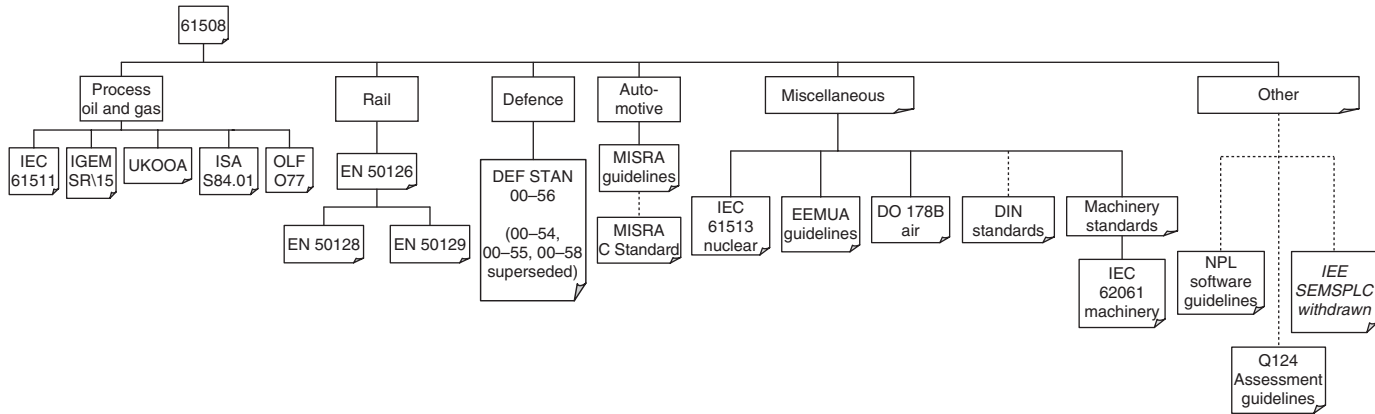 61508
Process
oil and gas
Rail
Defence
Auto-
motive
Miscellaneous
Other
IEC
61511
IGEM
SR\15
UKOOA
ISA
S84.01
OLF
O77
EN 50126
EN 50128
EN 50129
DEF STAN
00–56
(00–54,
00–55, 00–58
superseded)
MISRA
guidelines
MISRA
C Standard
IEC
61513
nuclear
EEMUA
guidelines
DO 178B
air
DIN
standards
Machinery
standards
IEC
62061
machinery
NPL
software
guidelines
Q124
Assessment
guidelines
IEE
SEMSPLC
withdrawn